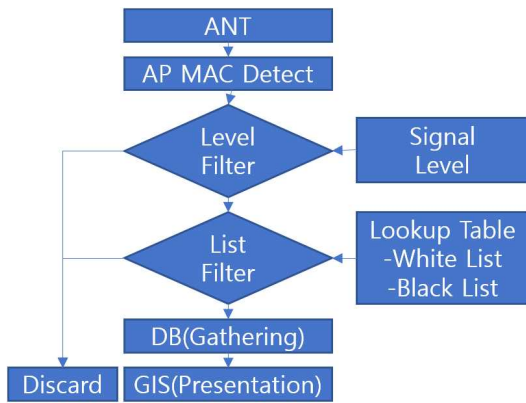 ANT
AP MAC Detect
Level
Filter
Signal
Level
List
Filter
Lookup Table
-White List
-Black List
DB(Gathering)
Discard
GIS(Presentation)